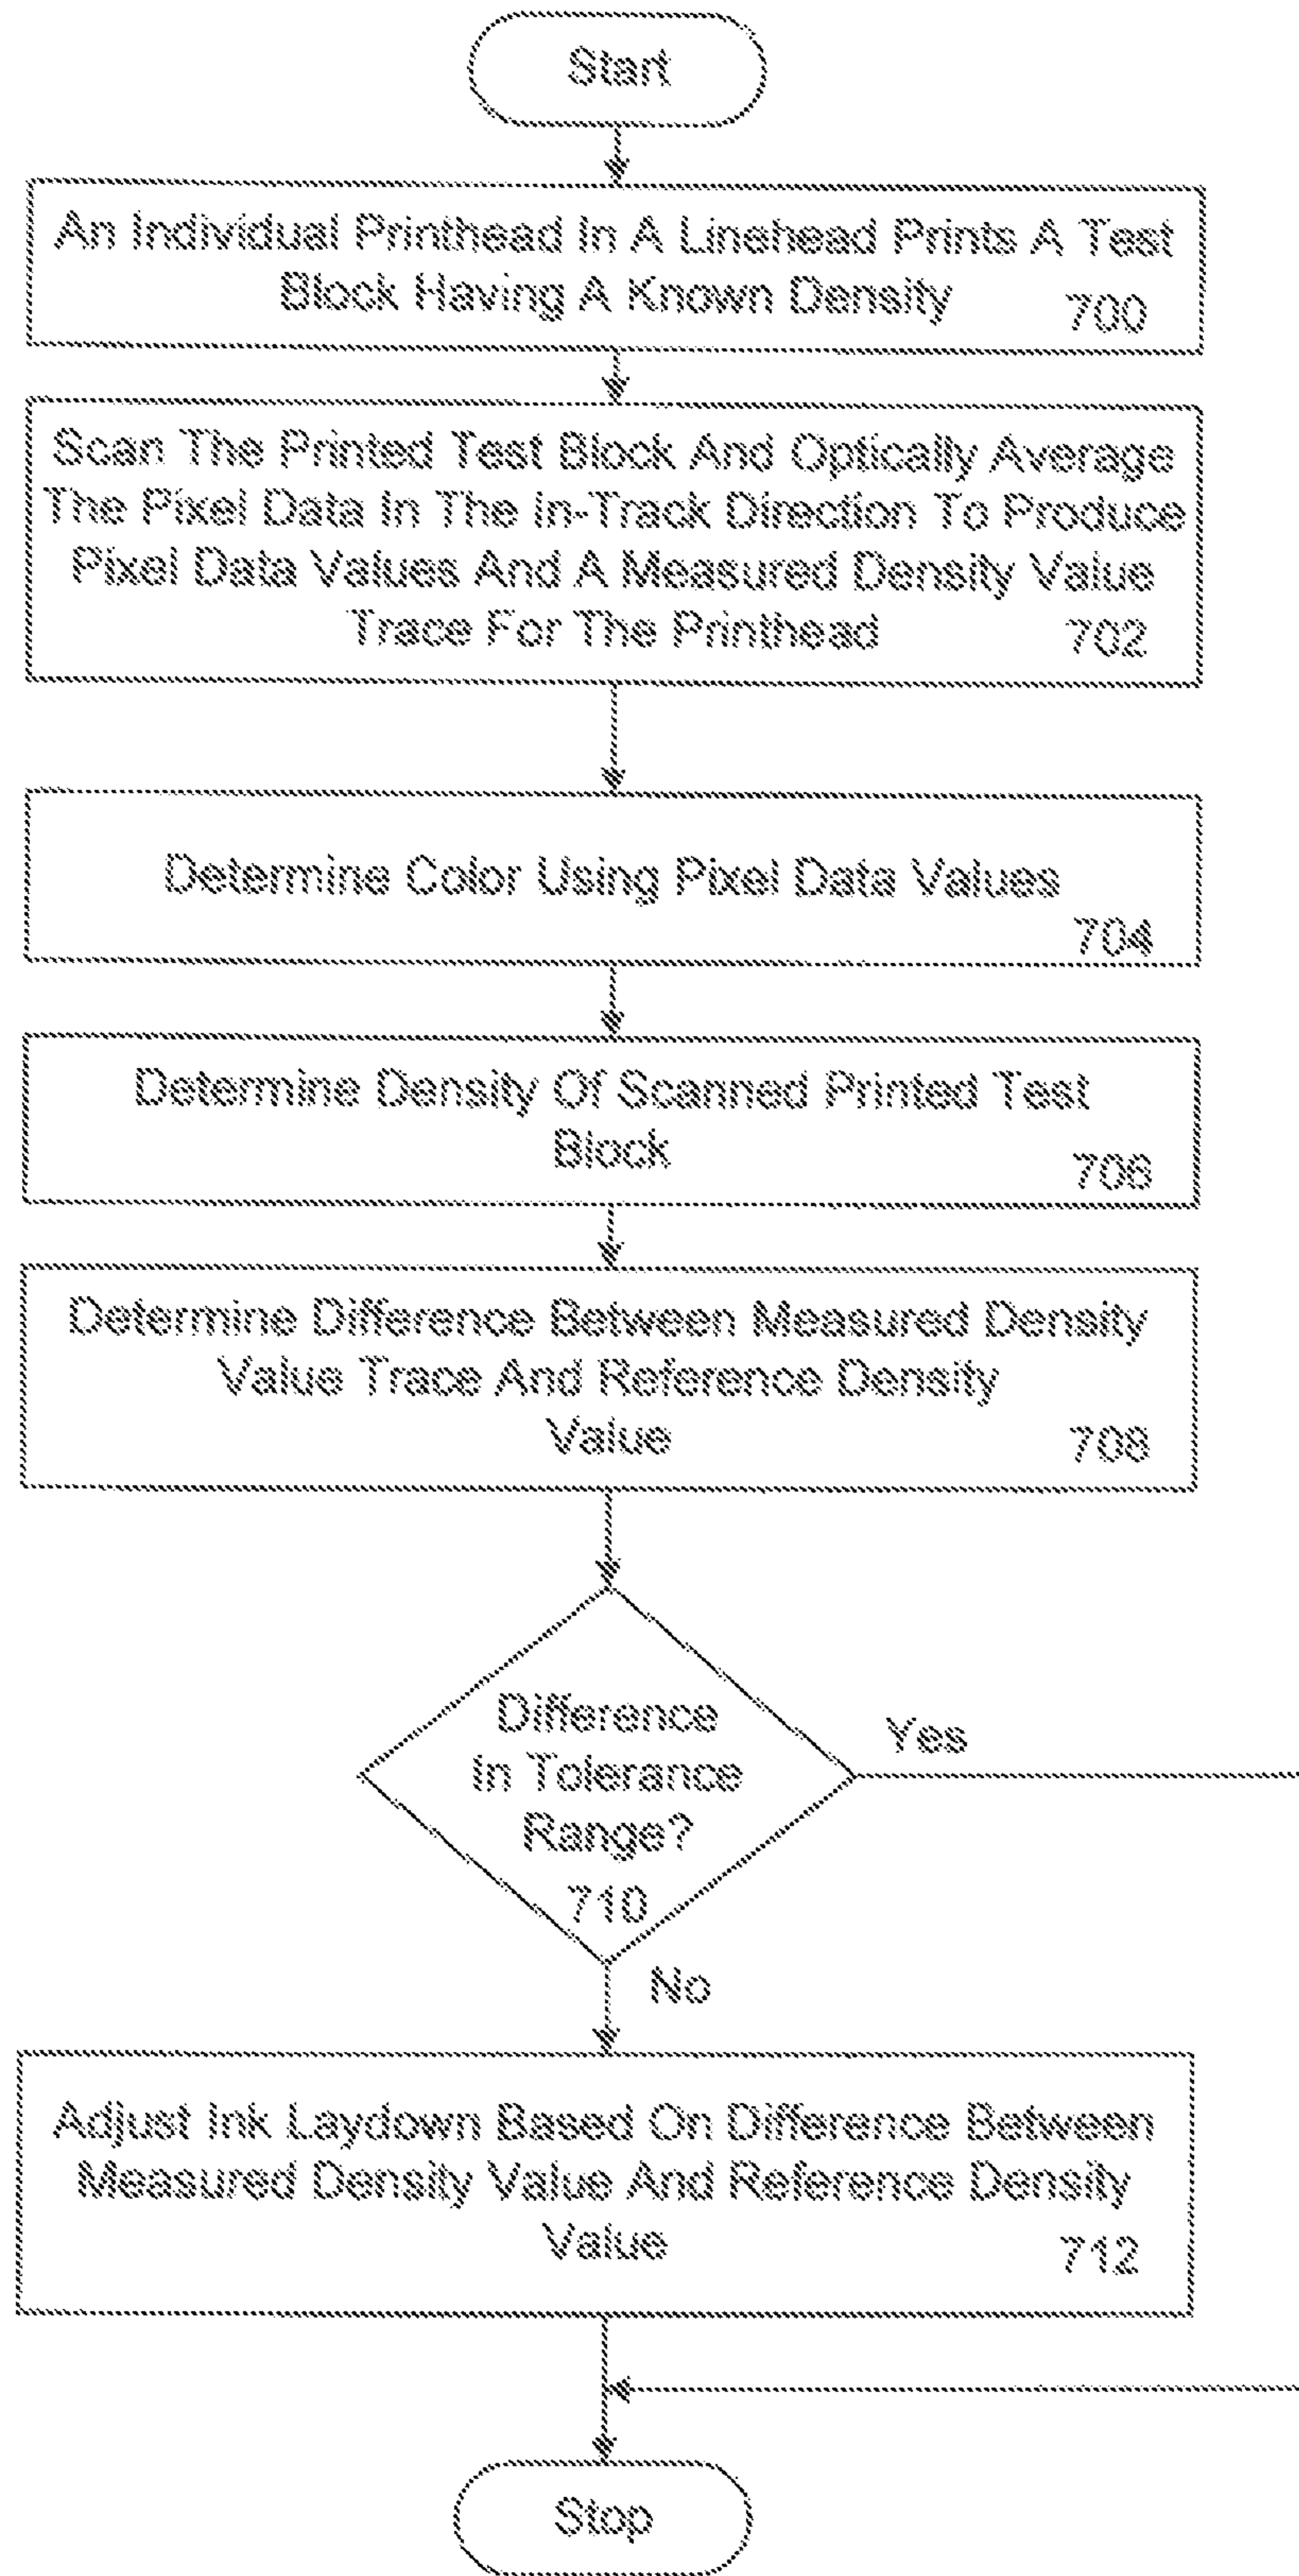 Start
An Individual Printhead In A Linehead Prints A Test
Block Having A Known Density
700
Scan The Printed Test Block And Optically Average
The Pixel Data In The In-Track Direction To Produce
Pixel Data Values And A Measured Density Value
Trace For The Printhead
702
Determine Color Using Pixel Data Values
704
Determine Density Of Scanned Printed Test
Block
706
Determine Difference Between Measured Density
Value Trace And Reference Density
Value
708
Difference
In Tolerance
Range?
710
Yes
No
Adjust Ink Laydown Based On Difference Between
Measured Density Value And Reference Density
Value
712
Stop